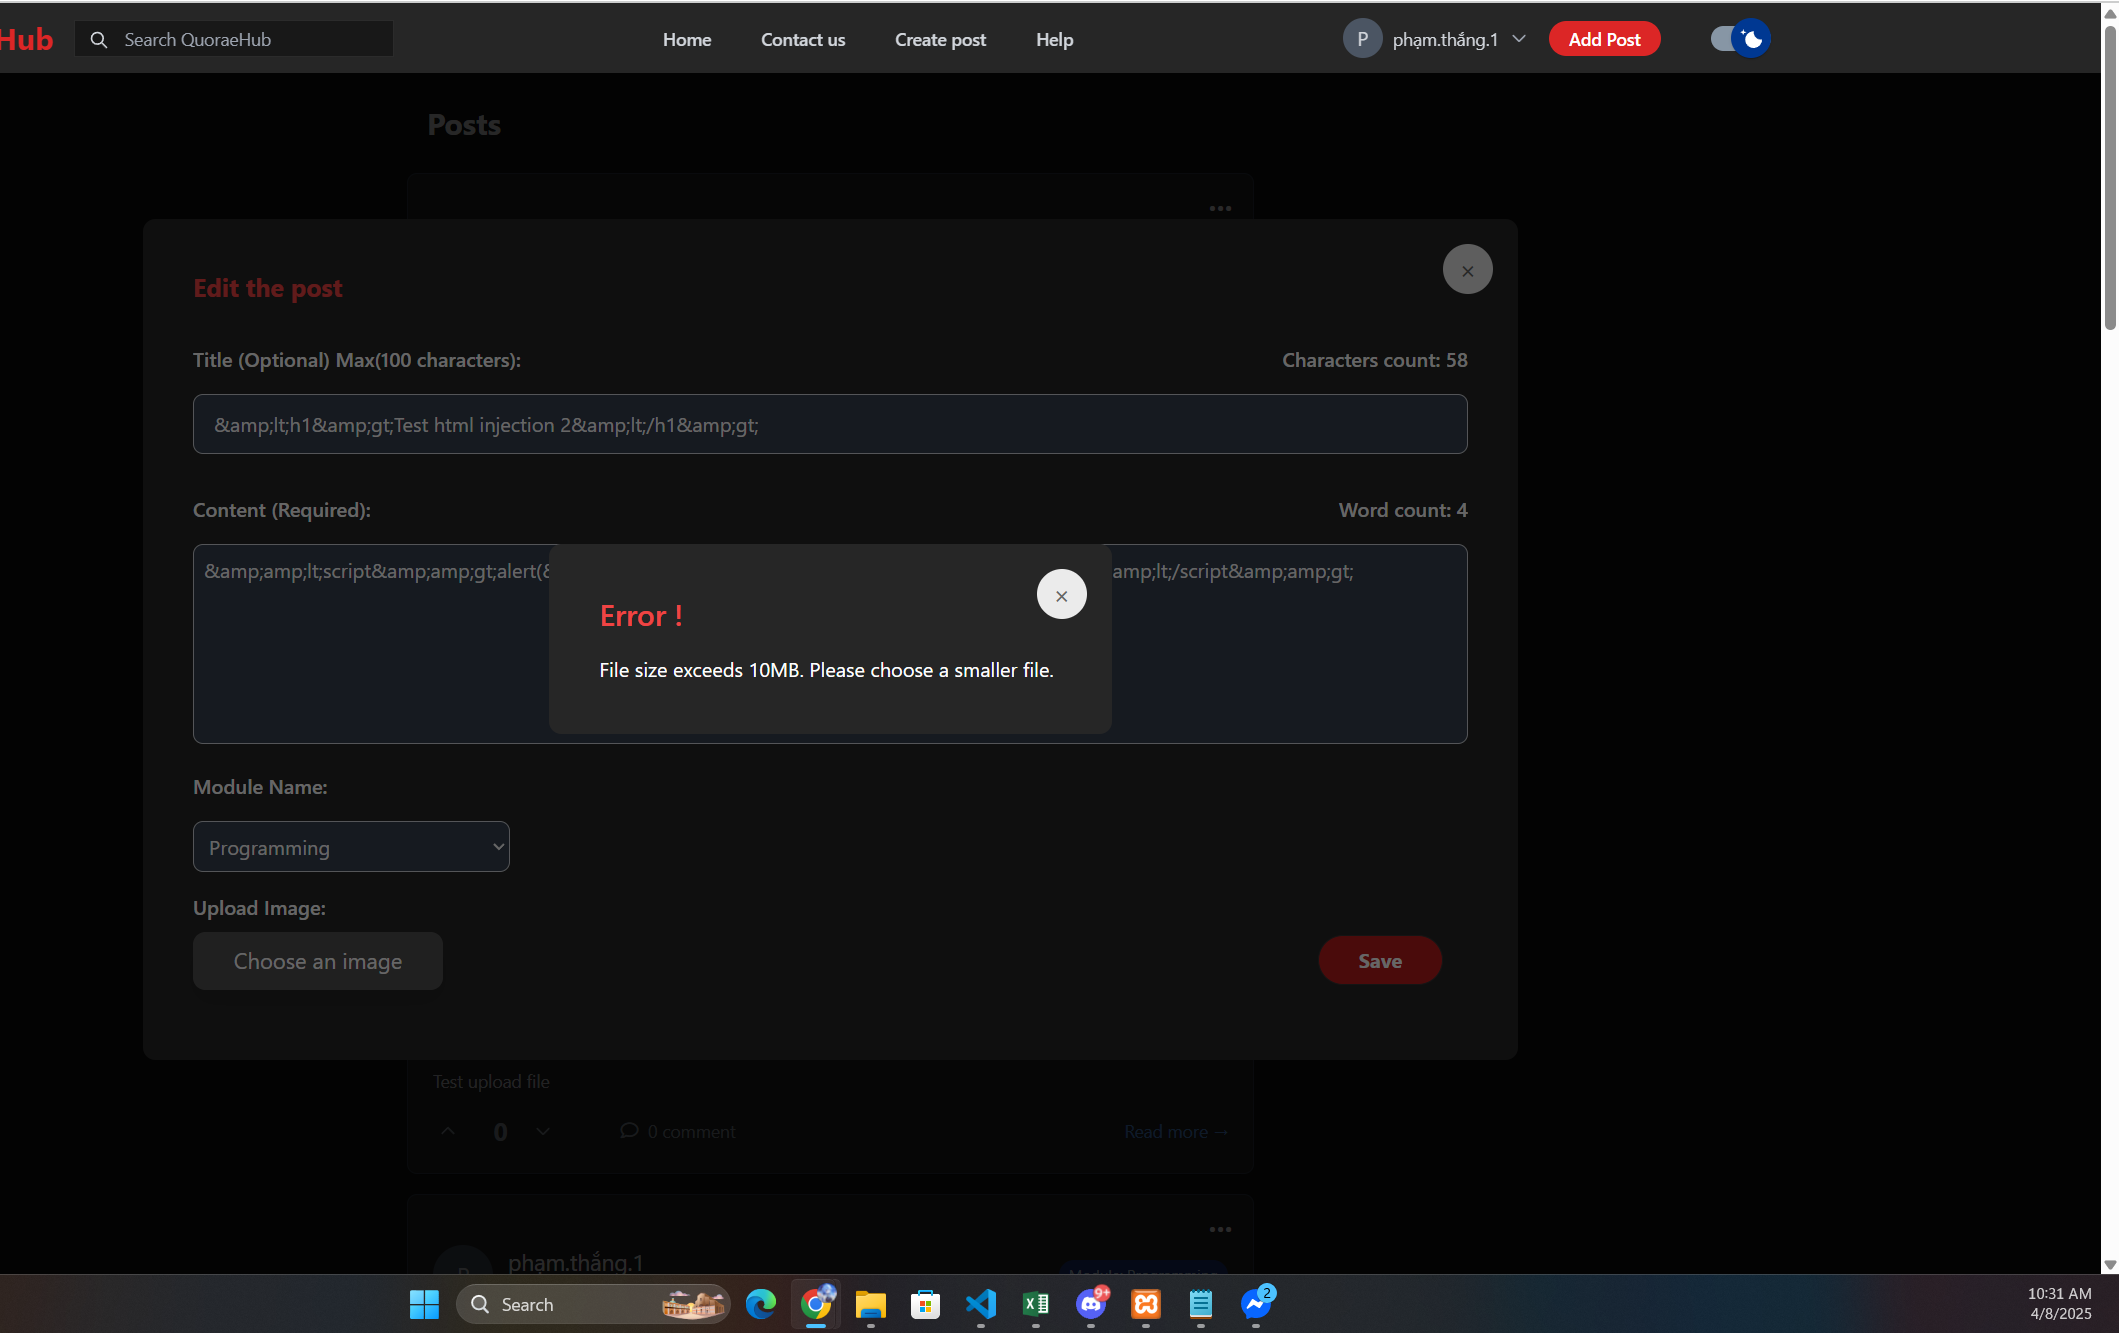 Hub
Search QuoraeHub
Home
Contact us
Create post
Help
P
phạm.thắng.1
Add Post
Posts
Edit the post
Title (Optional) Max(100 characters):
Characters count: 58
&amp;lt;h1&amp;gt;Test html injection 2&amp;lt;/h1&amp;gt;
Content (Required):
Word count: 4
&amp;amp;lt;script&amp;amp;gt;alert(
amp;lt;/script&amp;amp;gt;
Error !
File size exceeds 10MB. Please choose a smaller file.
Module Name:
Programming
Upload Image:
Choose an image
Save
Test upload file
0
0 comment
Read more →
phạm.thắng.1
Module: Programming
Search
9+
2
10:31 AM
4/8/2025